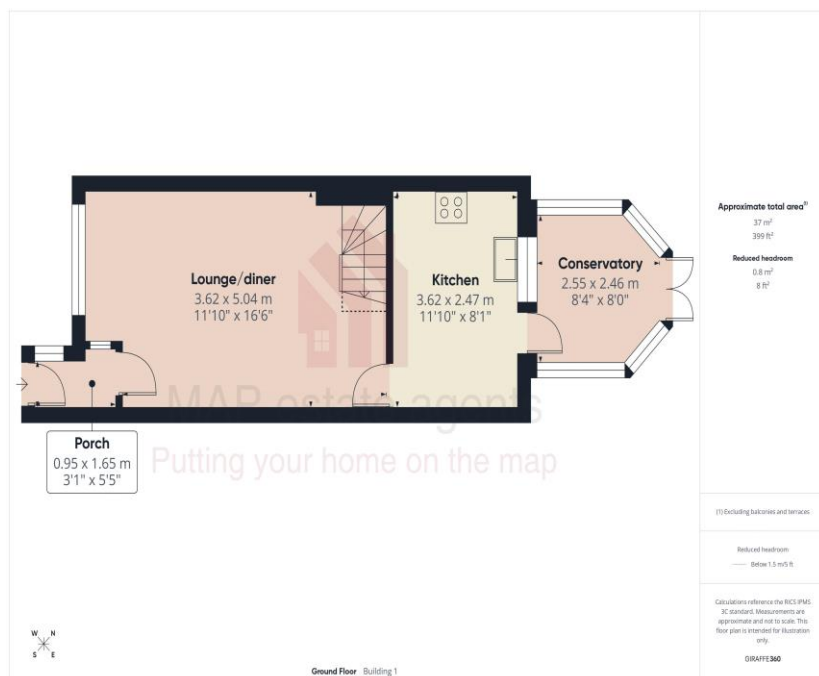 Lounge/diner
3.62 x 5.04 m
11'10" x 16'6"
Kitchen
3.62 x 2.47 m
11'10" x 8'1"
Conservatory
2.55 x 2.46 m
8'4" x 8'0"
Porch
0.95 x 1.65 m
3'1" x 5'5"
MAP estate agents
Putting your home on the map
Approximate total area(1)
37 m²
399 ft²
Reduced headroom
0.8 m²
8 ft²
(1) Excluding balconies and terraces
Reduced headroom
Below 1.5 m/5 ft
Calculations reference the RICS IPMS
3C standard. Measurements are
approximate and not to scale. This
floor plan is intended for illustration
only.
GIRAFFE360
W N
S E
Ground Floor Building 1